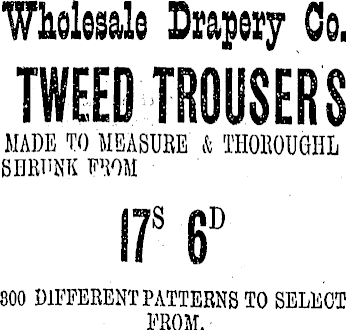 Wholesale Drapery Co.
TWEED TROUSERS
MADE TO MEASURE & THOROUGHL
SHRUNK FROM
17S 6D
300 DIFFERENT PATTERNS TO SELECT
FROM.